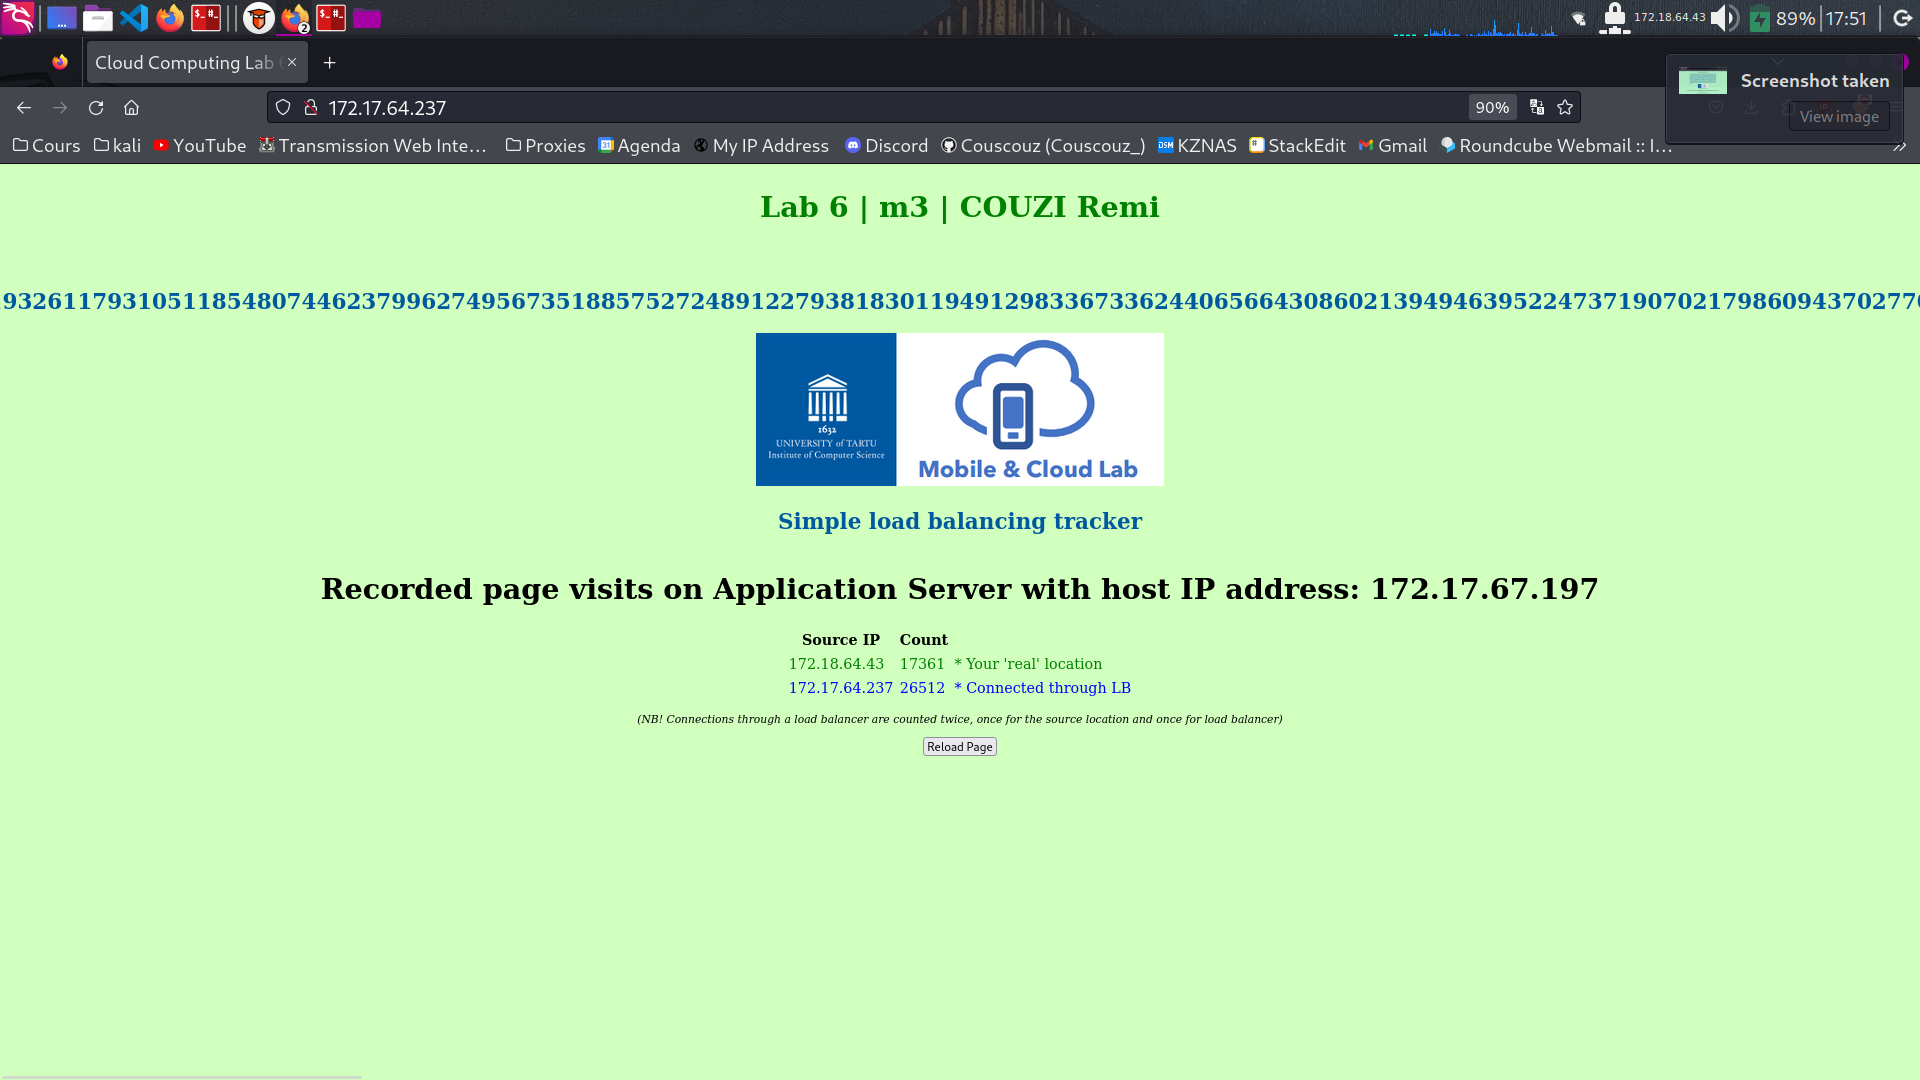 172.18.64.43 89% 17:51
Cloud Computing Lab
Screenshot taken
View image
172.17.64.237 90%
Cours kali YouTube Transmission Web Inte… Proxies Agenda My IP Address Discord Couscouz (Couscouz_) KZNAS StackEdit Gmail Roundcube Webmail :: I…
Lab 6 | m3 | COUZI Remi
932611793105118548074462379962749567351885752724891227938183011949129833673362440656643086021394946395224737190702179860943702770
1632
UNIVERSITY of TARTU
Institute of Computer Science
Mobile & Cloud Lab
Simple load balancing tracker
Recorded page visits on Application Server with host IP address: 172.17.67.197
Source IP Count
172.18.64.43 17361 * Your 'real' location
172.17.64.237 26512 * Connected through LB
(NB! Connections through a load balancer are counted twice, once for the source location and once for load balancer)
Reload Page